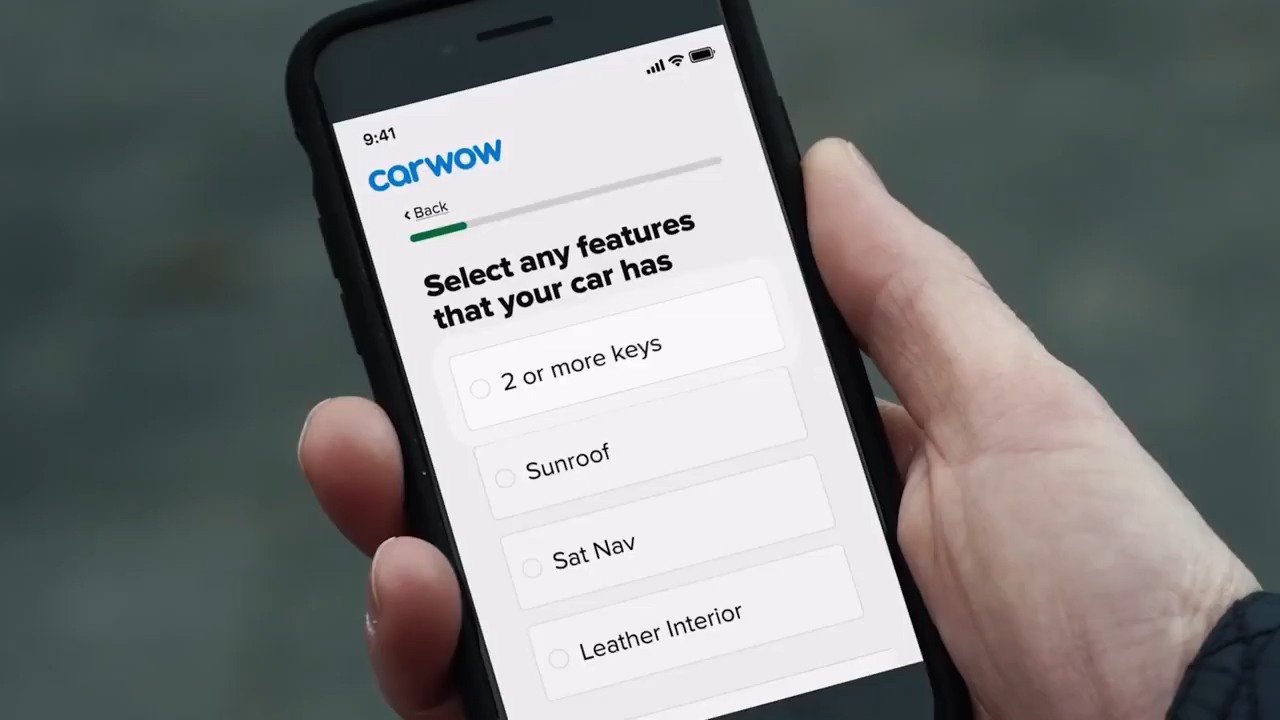 9:41
carwow
Back
Select any features
that your car has
2 or more keys
Sunroof
Sat Nav
Leather Interior